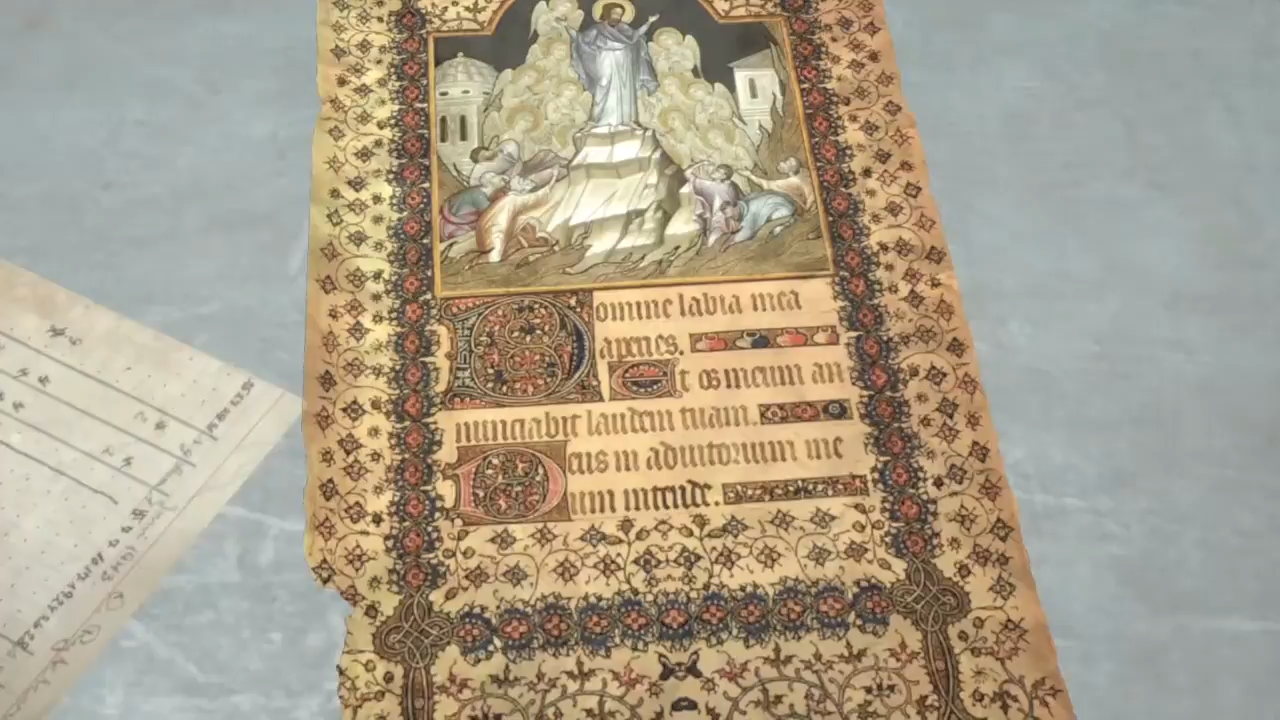 Domine labia mea
aperies.
Et os meum an
nunciabit laudem tuam.
Deus in adiutorium me
um intende.